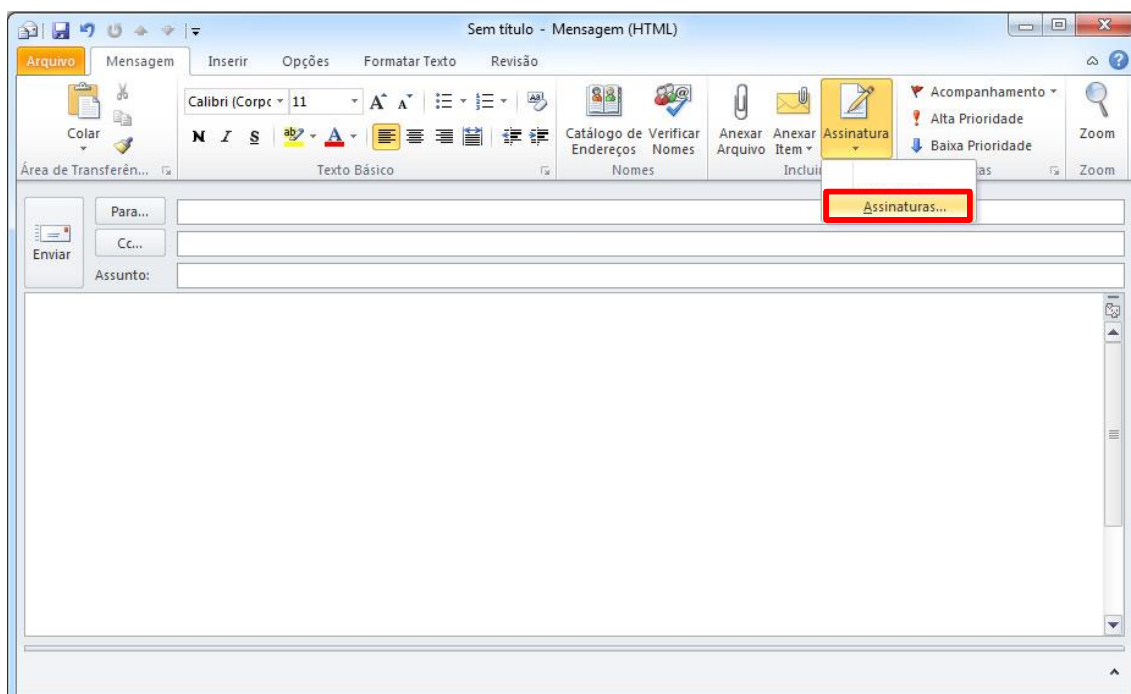 Sem título - Mensagem (HTML)
Arquivo Mensagem Inserir Opções Formatar Texto Revisão
Colar
Calibri (Corpc 11
N I S
Catálogo de Endereços
Verificar Nomes
Anexar Arquivo
Anexar Item
Assinatura
Acompanhamento
Alta Prioridade
Baixa Prioridade
Zoom
Área de Transferên... Texto Básico Nomes Inclui as Zoom
Assinaturas...
Enviar
Para...
Cc...
Assunto: